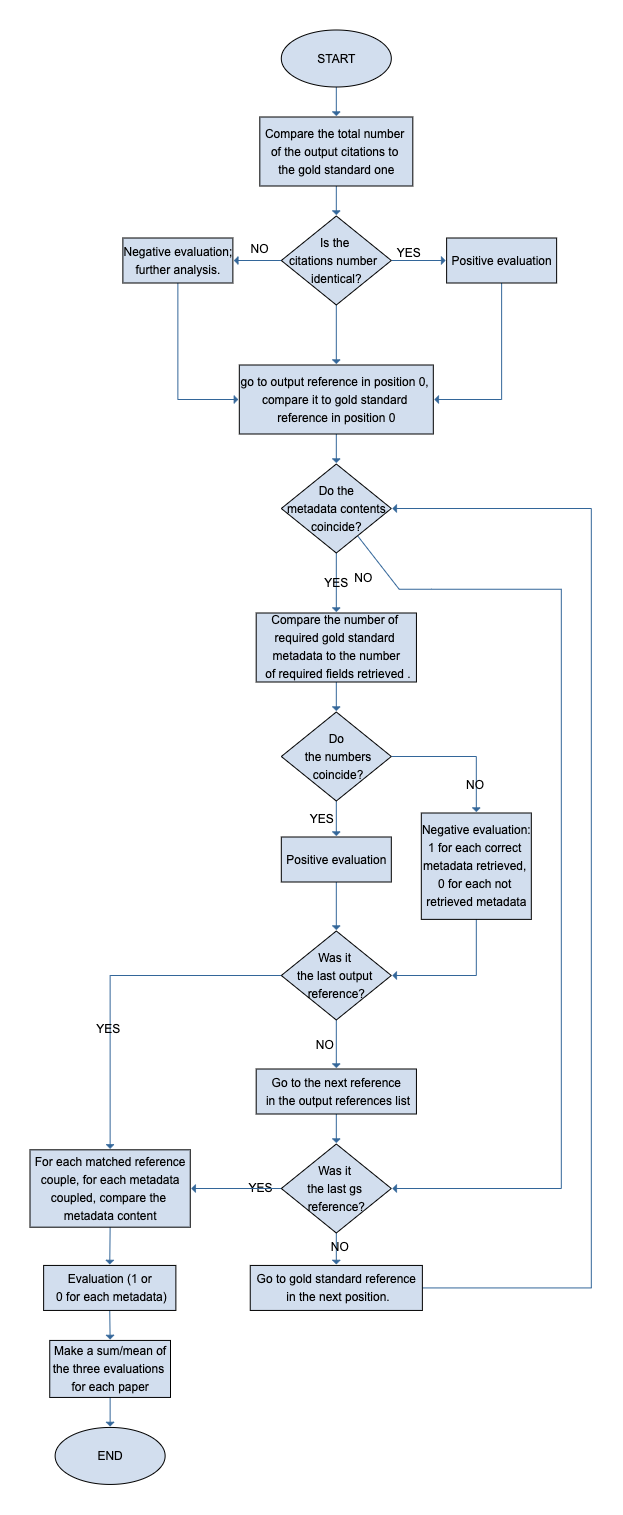 START
Compare the total number
of the output citations to
the gold standard one
Is the
citations number
identical?
NO
YES
Negative evaluation;
further analysis.
Positive evaluation
go to output reference in position 0,
compare it to gold standard
reference in position 0
Do the
metadata contents
coincide?
YES
NO
Compare the number of
required gold standard
metadata to the number
of required fields retrieved .
Do
the numbers
coincide?
NO
YES
Positive evaluation
Negative evaluation:
1 for each correct
metadata retrieved,
0 for each not
retrieved metadata
Was it
the last output
reference?
YES
NO
Go to the next reference
in the output references list
Was it
the last gs
reference?
YES
NO
For each matched reference
couple, for each metadata
coupled, compare the
metadata content
Go to gold standard reference
in the next position.
Evaluation (1 or
0 for each metadata)
Make a sum/mean of
the three evaluations
for each paper
END